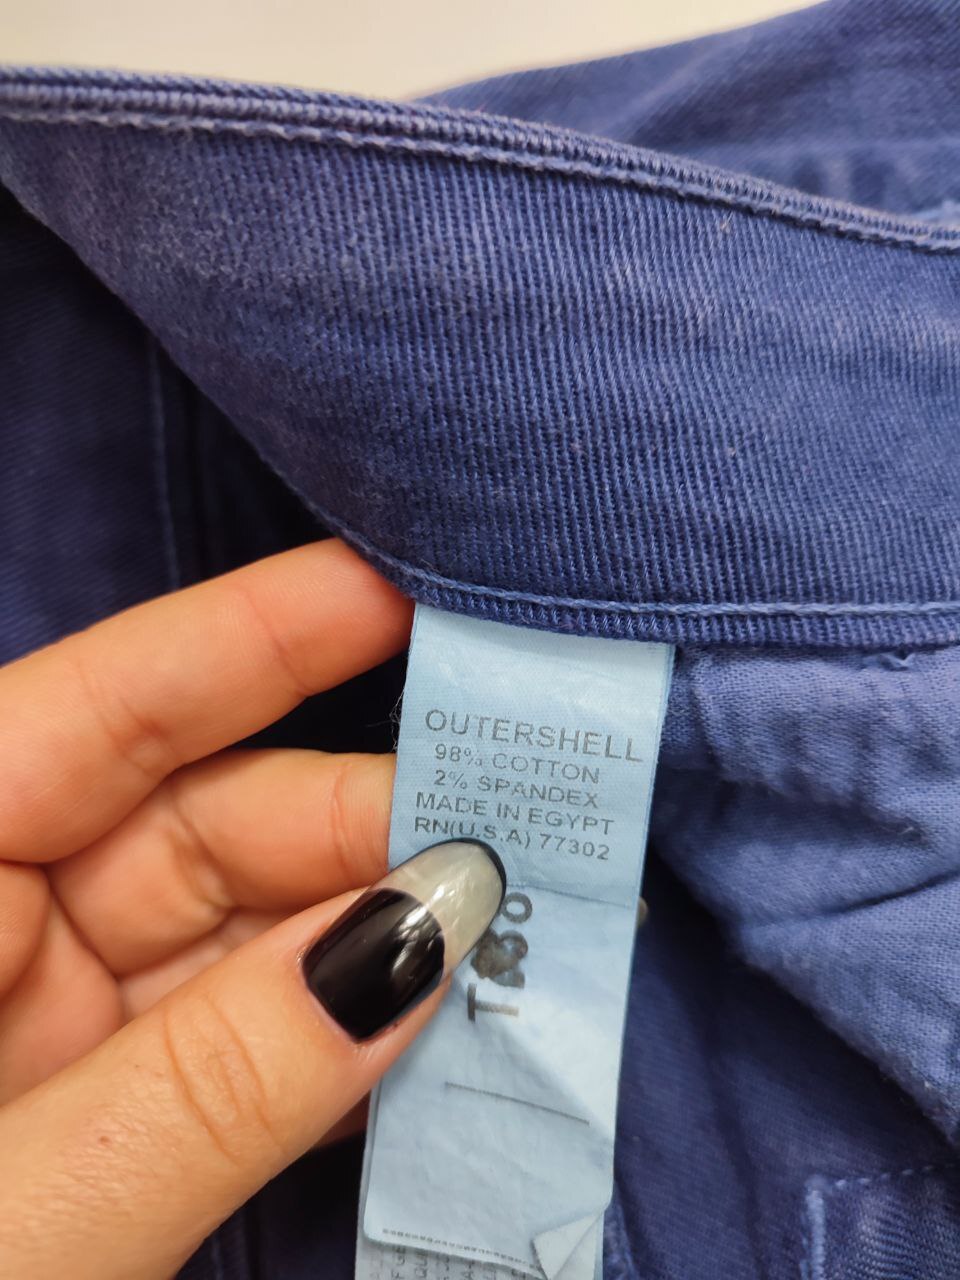 OUTERSHELL
98% COTTON
2% SPANDEX
MADE IN EGYPT
RN(U.S.A) 77302